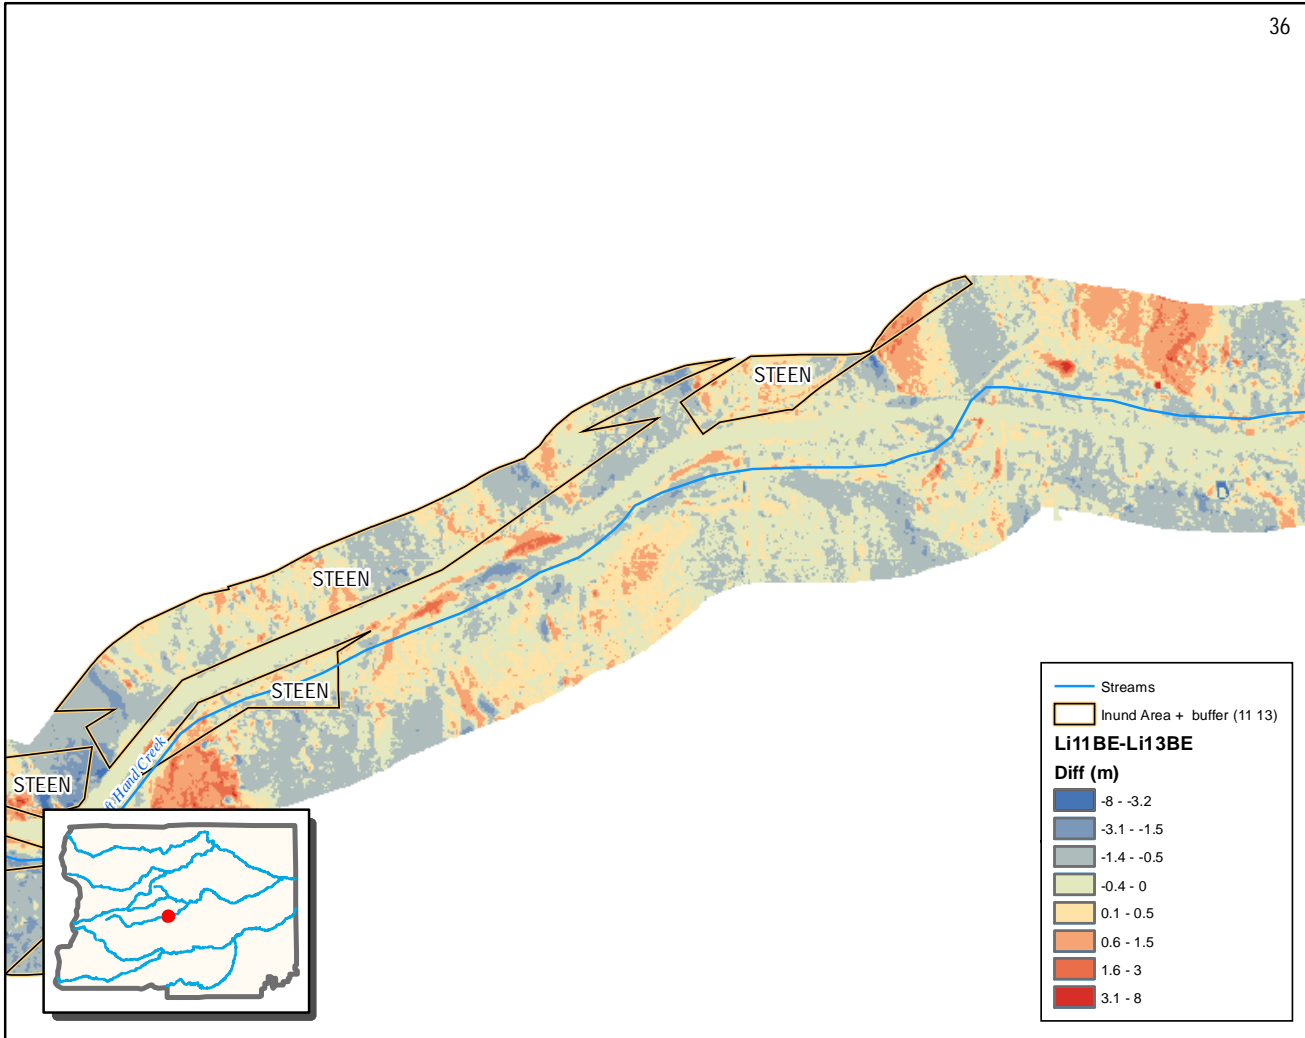 36
STEEN
STEEN
STEEN
STEEN
ft Hand Creek
Streams
Inund Area + buffer (11 13)
Li11BE-Li13BE
Diff (m)
-8 - -3.2
-3.1 - -1.5
-1.4 - -0.5
-0.4 - 0
0.1 - 0.5
0.6 - 1.5
1.6 - 3
3.1 - 8